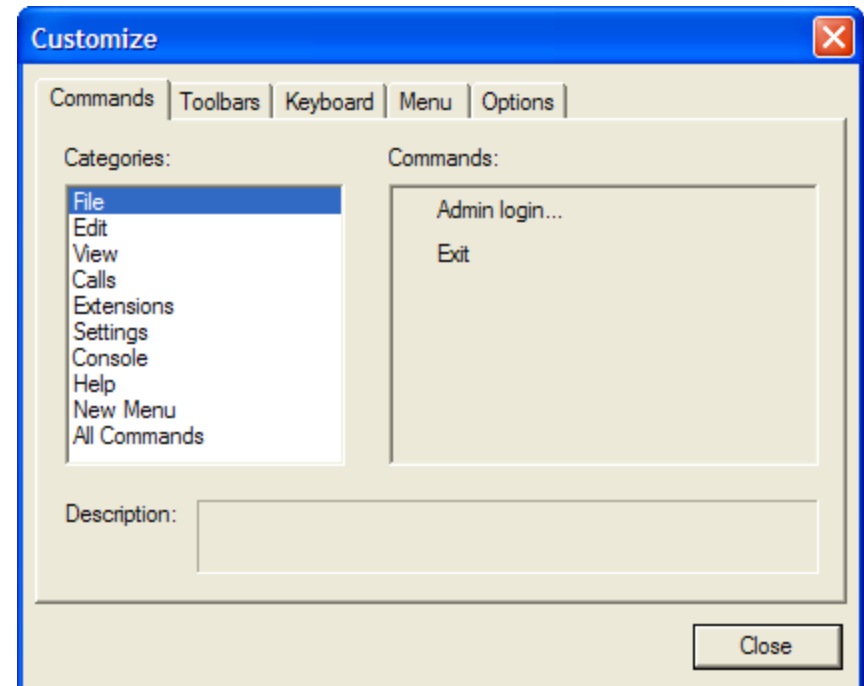 Customize
Commands Toolbars Keyboard Menu Options
Categories:
File
Edit
View
Calls
Extensions
Settings
Console
Help
New Menu
All Commands
Commands:
Admin login...
Exit
Description:
Close